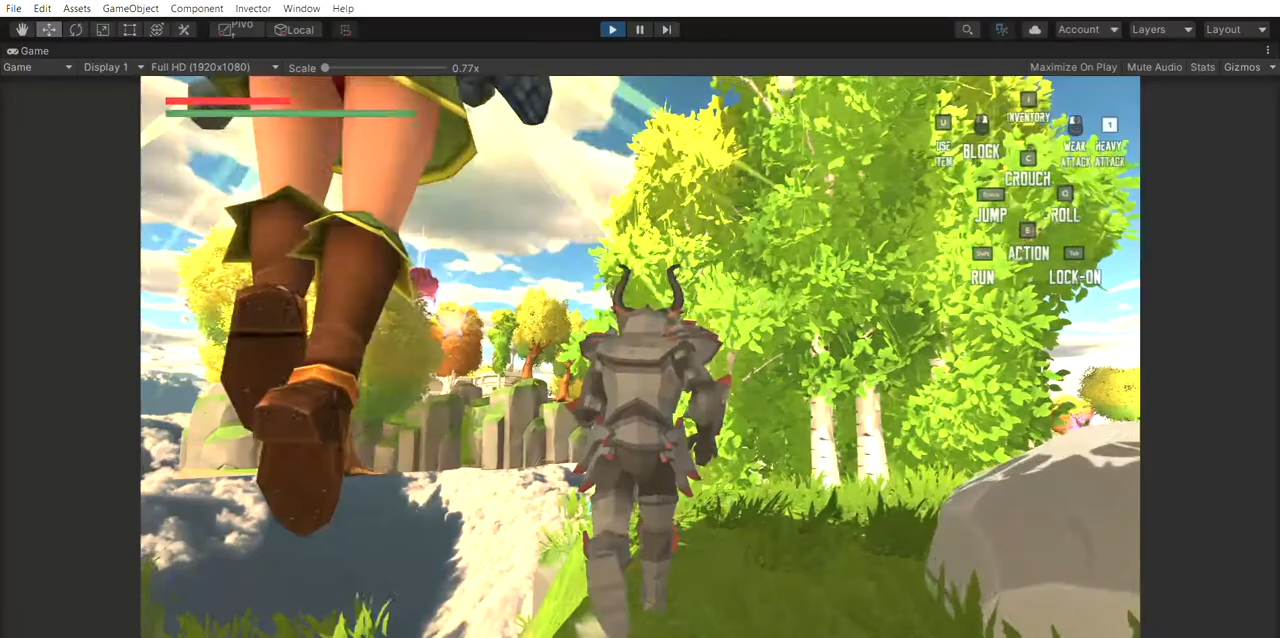 File Edit Assets GameObject Component Invector Window Help
Pivo Local Account Layers Layout
Game
Game Display 1 Full HD (1920x1080) Scale 0.77x Maximize On Play Mute Audio Stats Gizmos
I
INVENTORY
U
1
USE ITEM
BLOCK
WEAK ATTACK
HEAVY ATTACK
C
CROUCH
Space
Q
JUMP
ROLL
E
Shift
ACTION
Tab
RUN
LOCK-ON